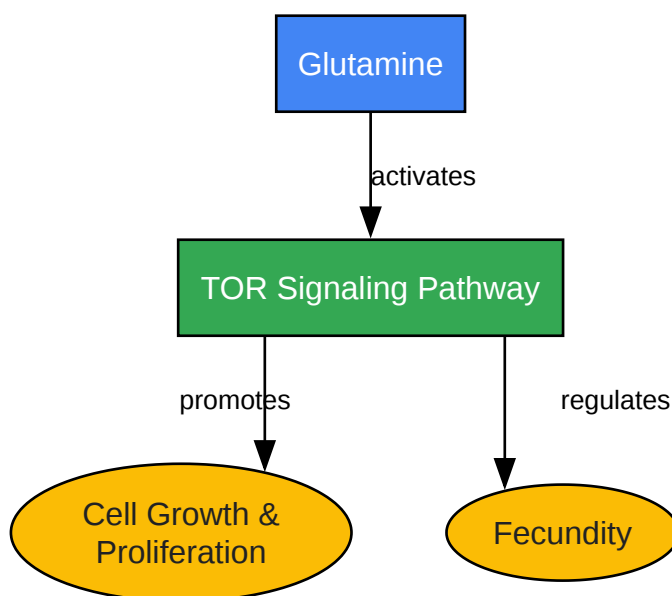 Glutamine
activates
TOR Signaling Pathway
promotes
regulates
Cell Growth &
Proliferation
Fecundity